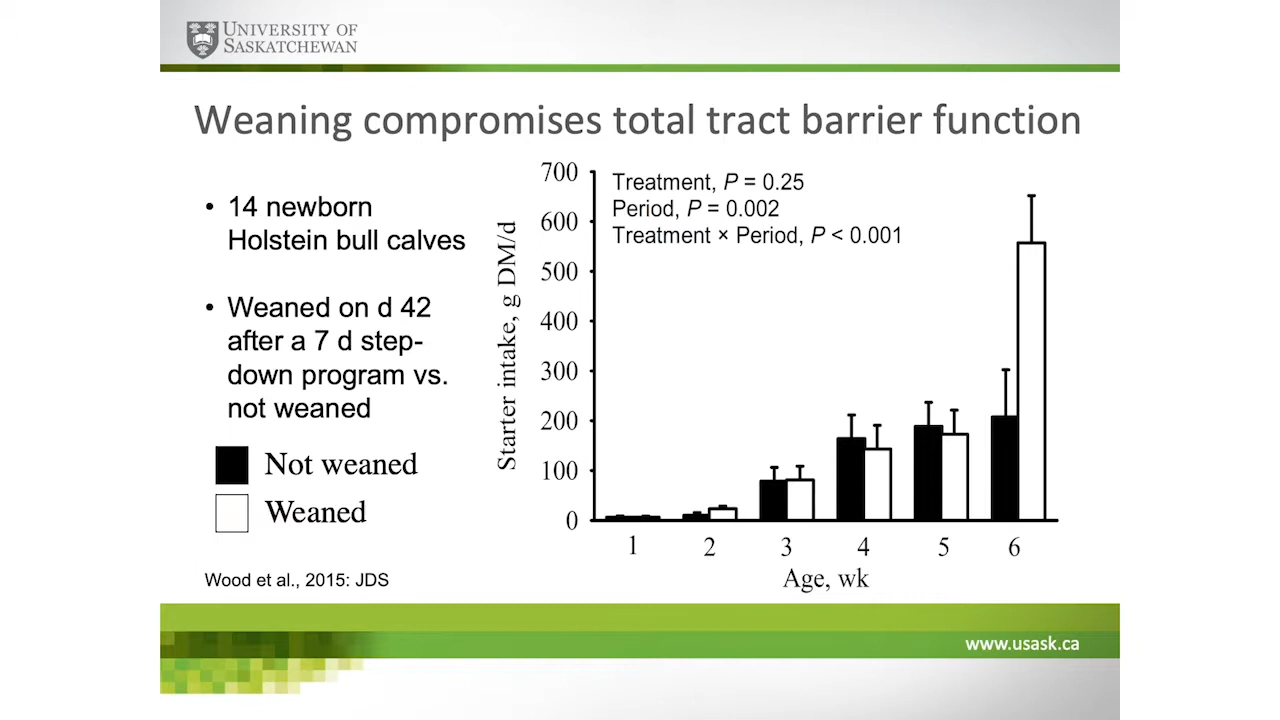 UNIVERSITY OF
SASKATCHEWAN
Weaning compromises total tract barrier function
• 14 newborn
Holstein bull calves
• Weaned on d 42
after a 7 d step-
down program vs.
not weaned
Not weaned
Weaned
Wood et al., 2015: JDS
Treatment, P = 0.25
Period, P = 0.002
Treatment × Period, P < 0.001
Starter intake, g DM/d
700
600
500
400
300
200
100
0
1 2 3 4 5 6
Age, wk
www.usask.ca